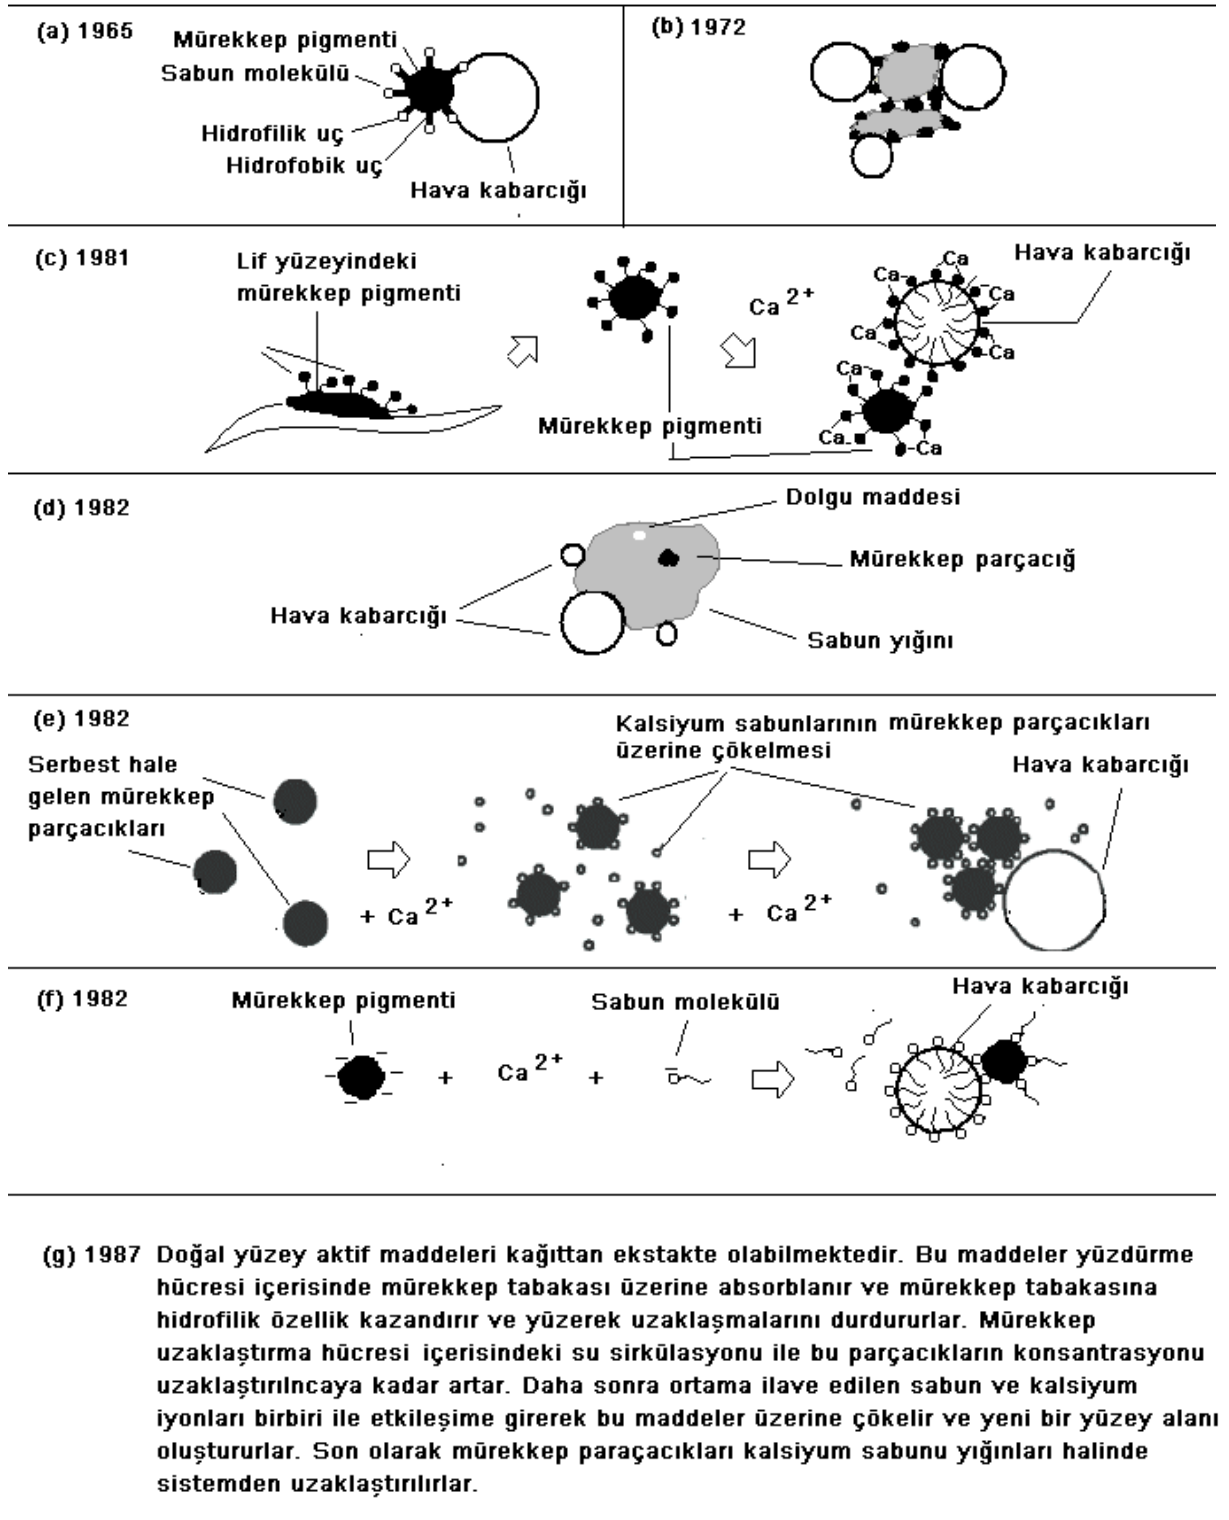 (a) 1965
Mürekkep pigmenti
Sabun molekülü
Hidrofilik uç
Hidrofobik uç
Hava kabarcığı
(b) 1972
(c) 1981
Lif yüzeyindeki
mürekkep pigmenti
Ca 2+
Mürekkep pigmenti
Hava kabarcığı
Ca
Ca
Ca
Ca
Ca
Ca
Ca
Ca
(d) 1982
Dolgu maddesi
Mürekkep parçacığ
Hava kabarcığı
Sabun yığını
(e) 1982
Serbest hale
gelen mürekkep
parçacıkları
+ Ca 2+
Kalsiyum sabunlarının mürekkep parçacıkları
üzerine çökelmesi
+ Ca 2+
Hava kabarcığı
(f) 1982
Mürekkep pigmenti
Sabun molekülü
Hava kabarcığı
+ Ca 2+ +
(g) 1987 Doğal yüzey aktif maddeleri kağıttan ekstakte olabilmektedir. Bu maddeler yüzdürme
hücresi içerisinde mürekkep tabakası üzerine absorblanır ve mürekkep tabakasına
hidrofilik özellik kazandırır ve yüzerek uzaklaşmalarını durdururlar. Mürekkep
uzaklaştırma hücresi içerisindeki su sirkülasyonu ile bu parçacıkların konsantrasyonu
uzaklaştırılncaya kadar artar. Daha sonra ortama ilave edilen sabun ve kalsiyum
iyonları birbiri ile etkileşime girerek bu maddeler üzerine çökelir ve yeni bir yüzey alanı
oluştururlar. Son olarak mürekkep paraçacıkları kalsiyum sabunu yığınları halinde
sistemden uzaklaştırılırlar.